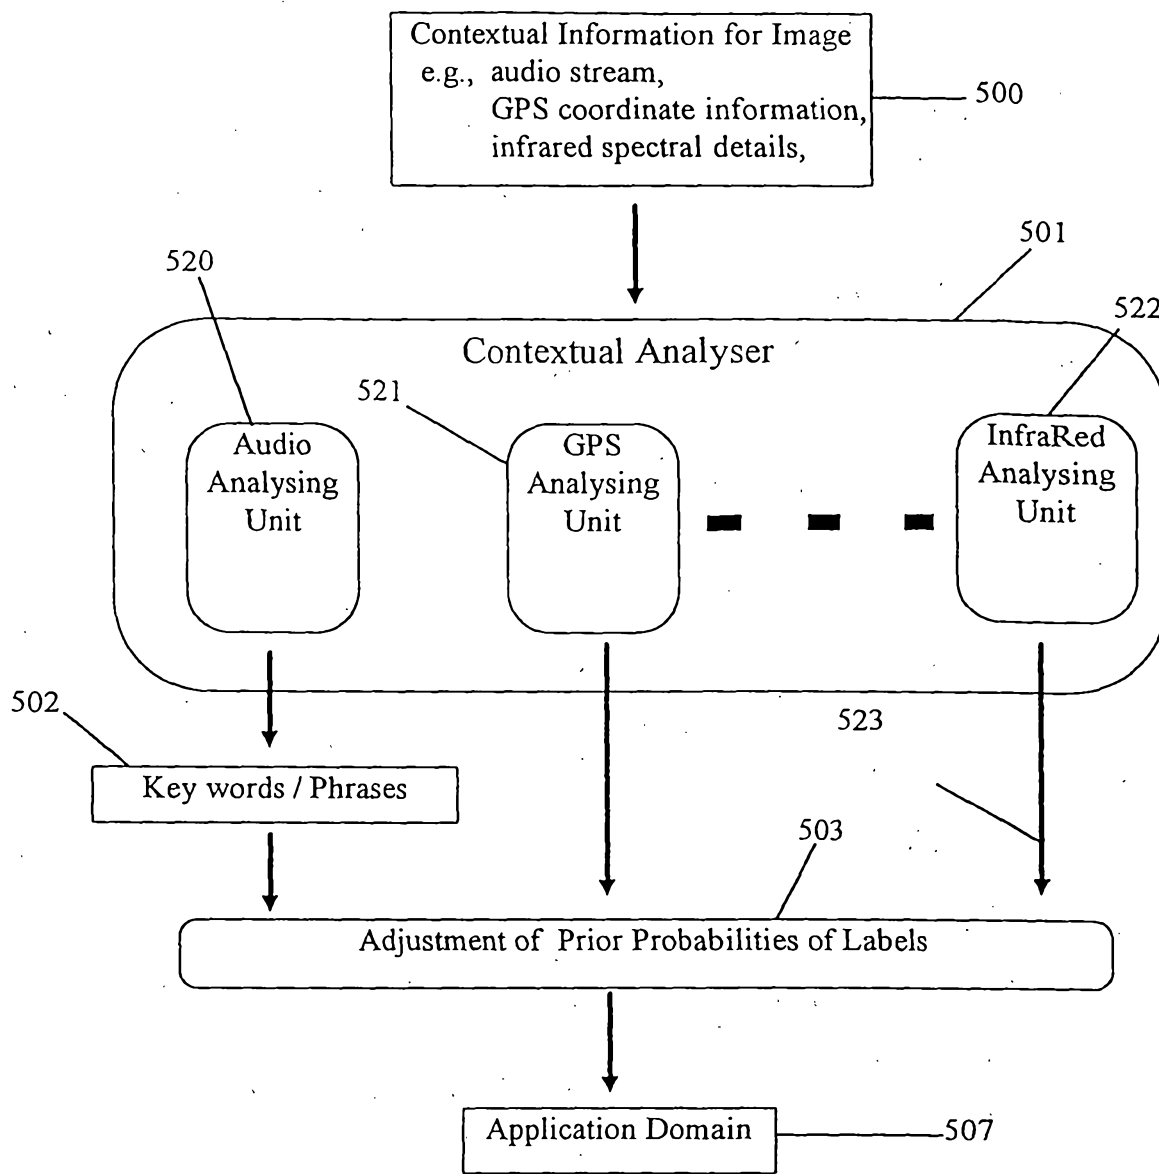 Contextual Information for Image
e.g., audio stream,
GPS coordinate information,
infrared spectral details,
500
501
520
522
Contextual Analyser
521
Audio
Analysing
Unit
GPS
Analysing
Unit
InfraRed
Analysing
Unit
502
523
Key words / Phrases
503
Adjustment of Prior Probabilities of Labels
Application Domain
507